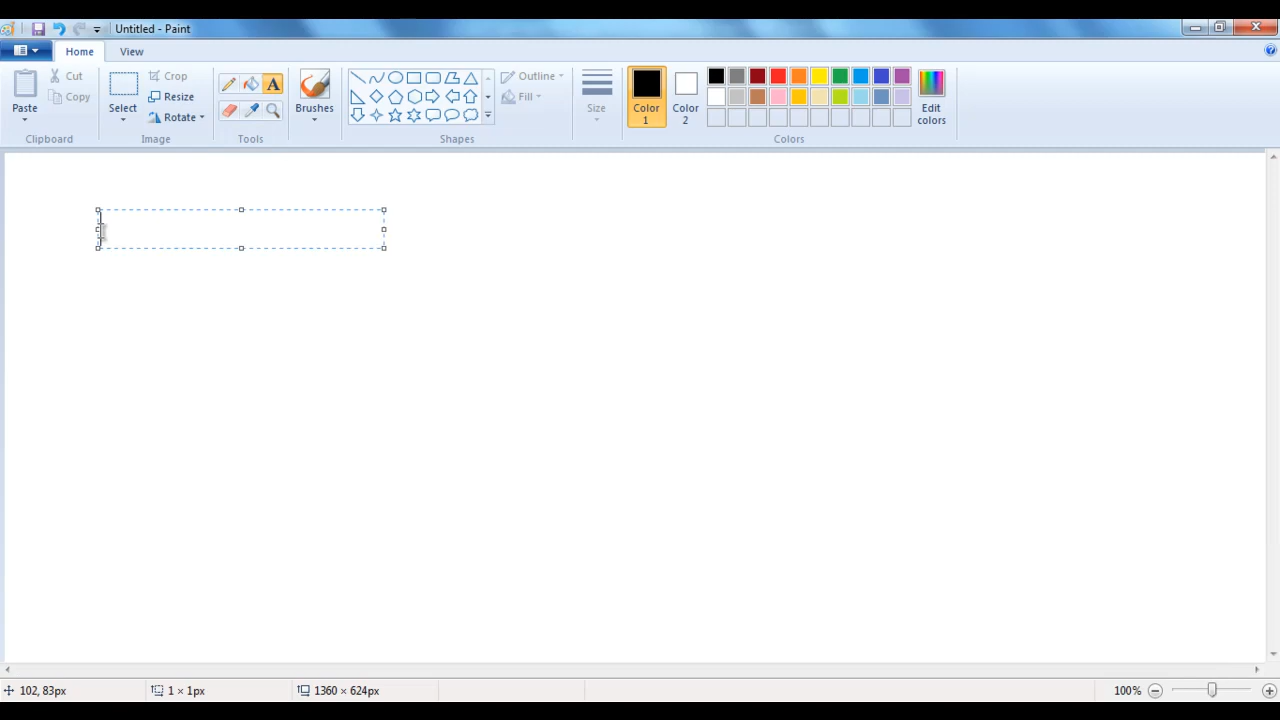 Untitled - Paint
Home View
Cut
Crop
A
Outline
Copy
Resize
Fill
Paste
Select
Rotate
Brushes
Size
Color 1
Color 2
Edit colors
Clipboard
Image
Tools
Shapes
Colors
102, 83px
1 × 1px
1360 × 624px
100%